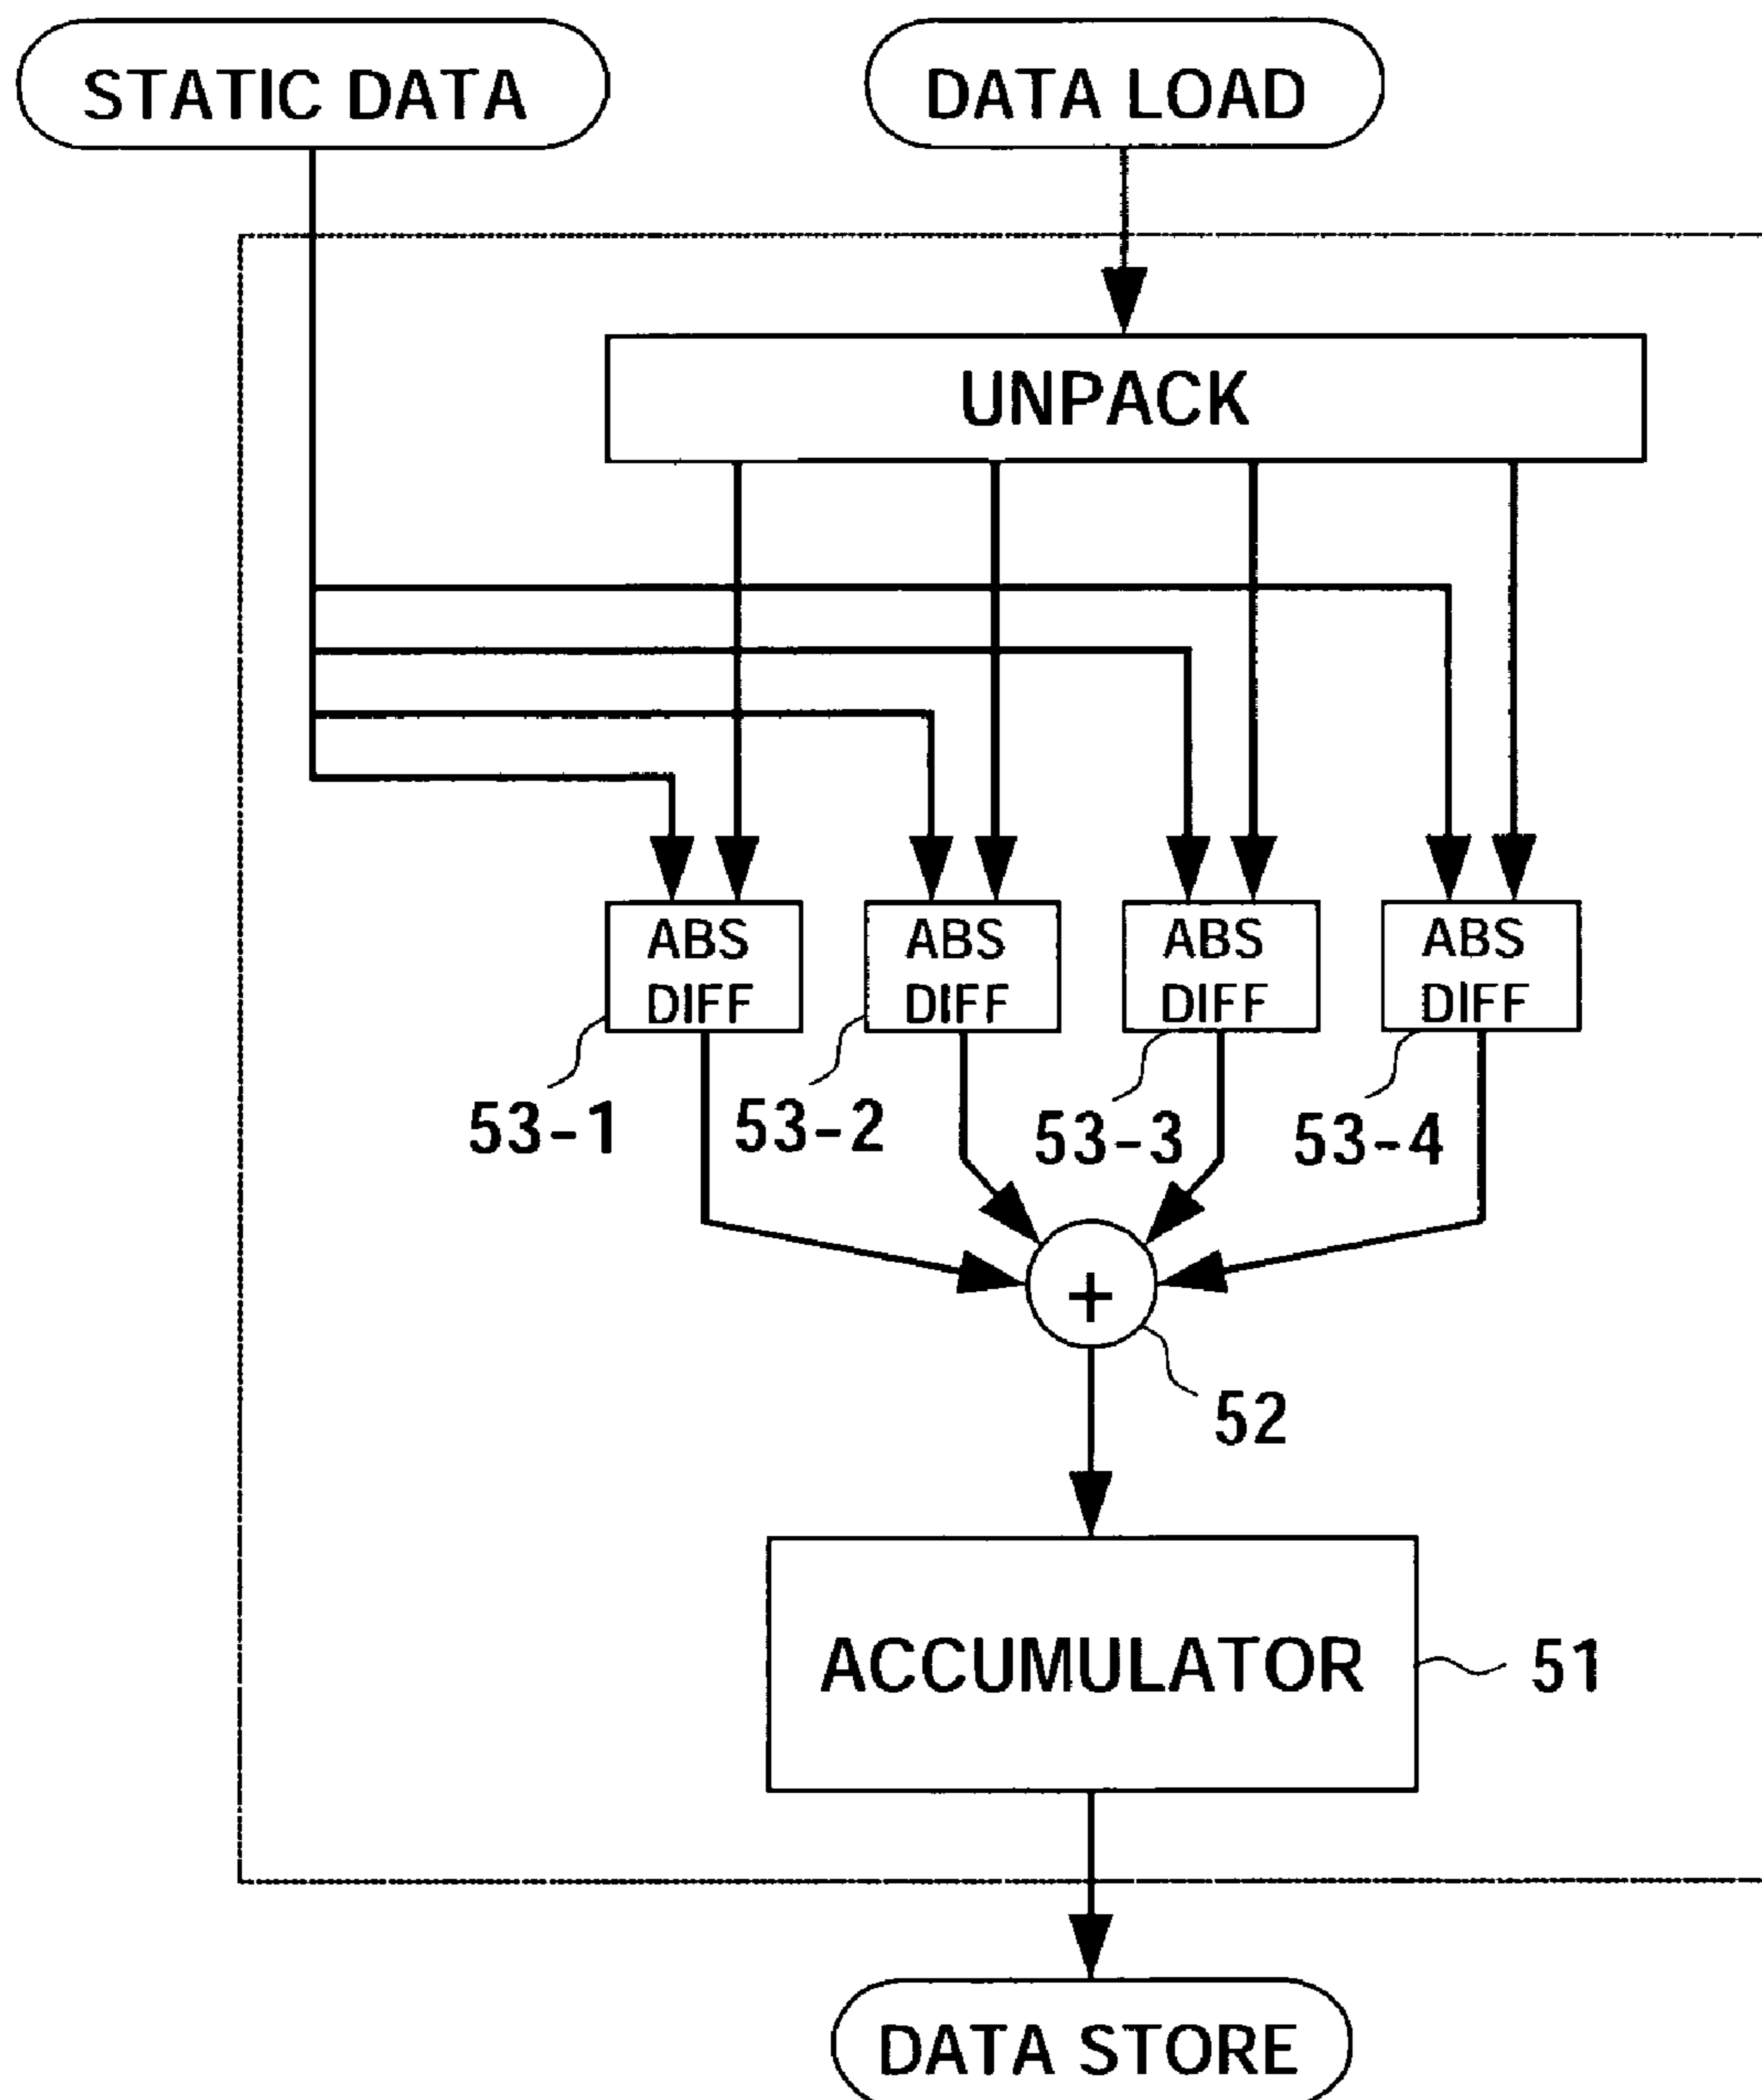 STATIC DATA
DATA LOAD
UNPACK
ABS
DIFF
ABS
DIFF
ABS
DIFF
ABS
DIFF
53-1
53-2
53-3
53-4
+
52
ACCUMULATOR
51
DATA STORE